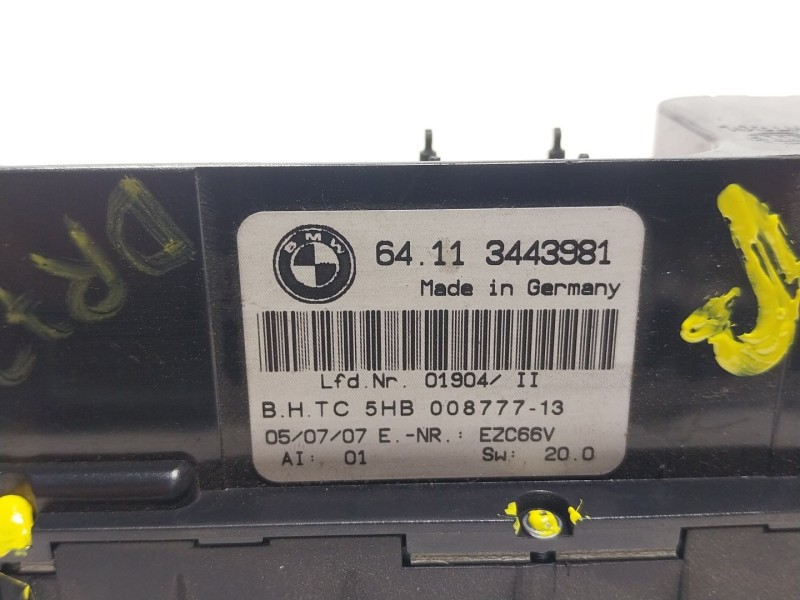 BMW
64.11 3443981
Made in Germany
Lfd.Nr. 01904/ II
B.H.TC 5HB 008777-13
05/07/07 E.-NR.: EZC66V
AI: 01 Sw: 20.0